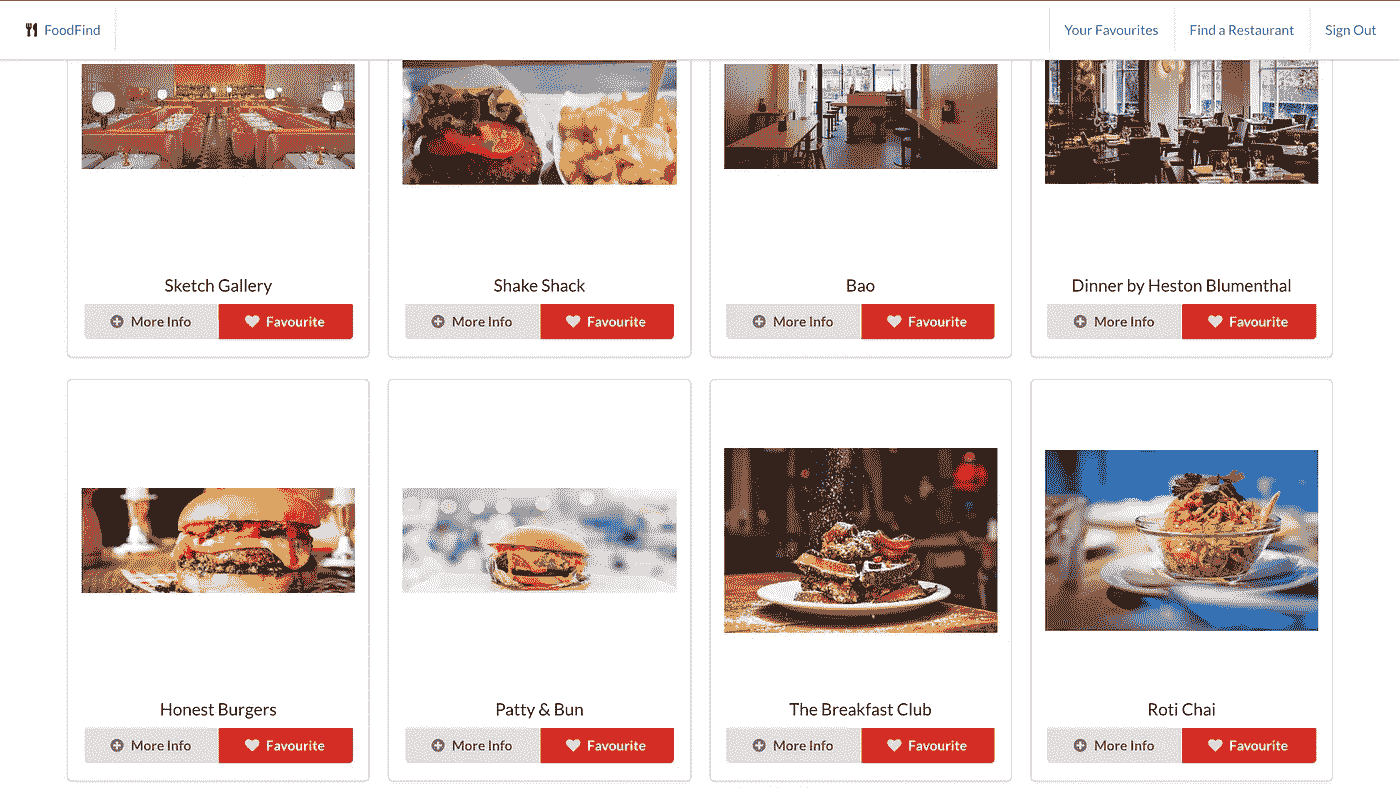 FoodFind
Your Favourites
Find a Restaurant
Sign Out
Sketch Gallery
Shake Shack
Bao
Dinner by Heston Blumenthal
More Info
Favourite
More Info
Favourite
More Info
Favourite
More Info
Favourite
Honest Burgers
Patty & Bun
The Breakfast Club
Roti Chai
More Info
Favourite
More Info
Favourite
More Info
Favourite
More Info
Favourite